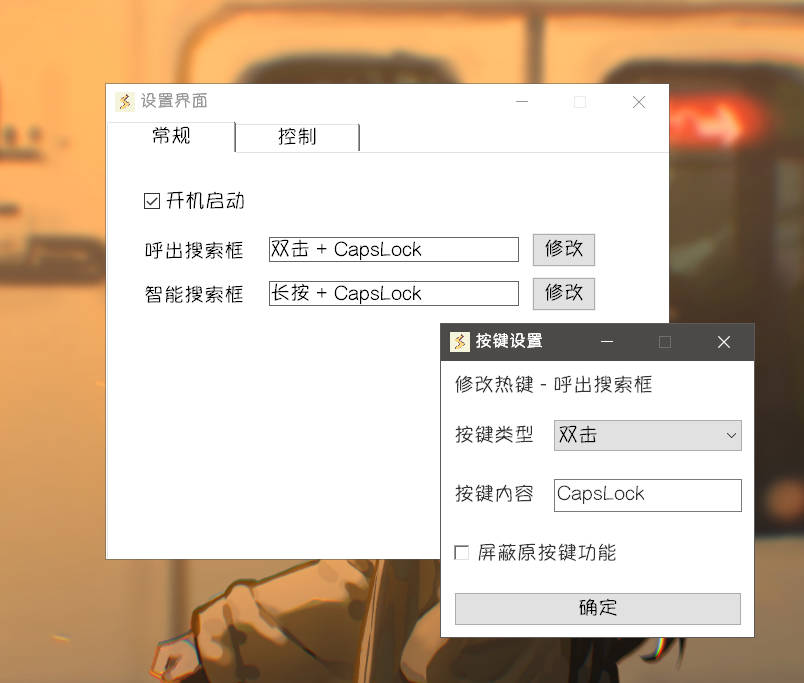 设置界面
常规 控制
开机启动
呼出搜索框 双击 + CapsLock 修改
智能搜索框 长按 + CapsLock 修改
按键设置
修改热键 - 呼出搜索框
按键类型 双击
按键内容 CapsLock
屏蔽原按键功能
确定